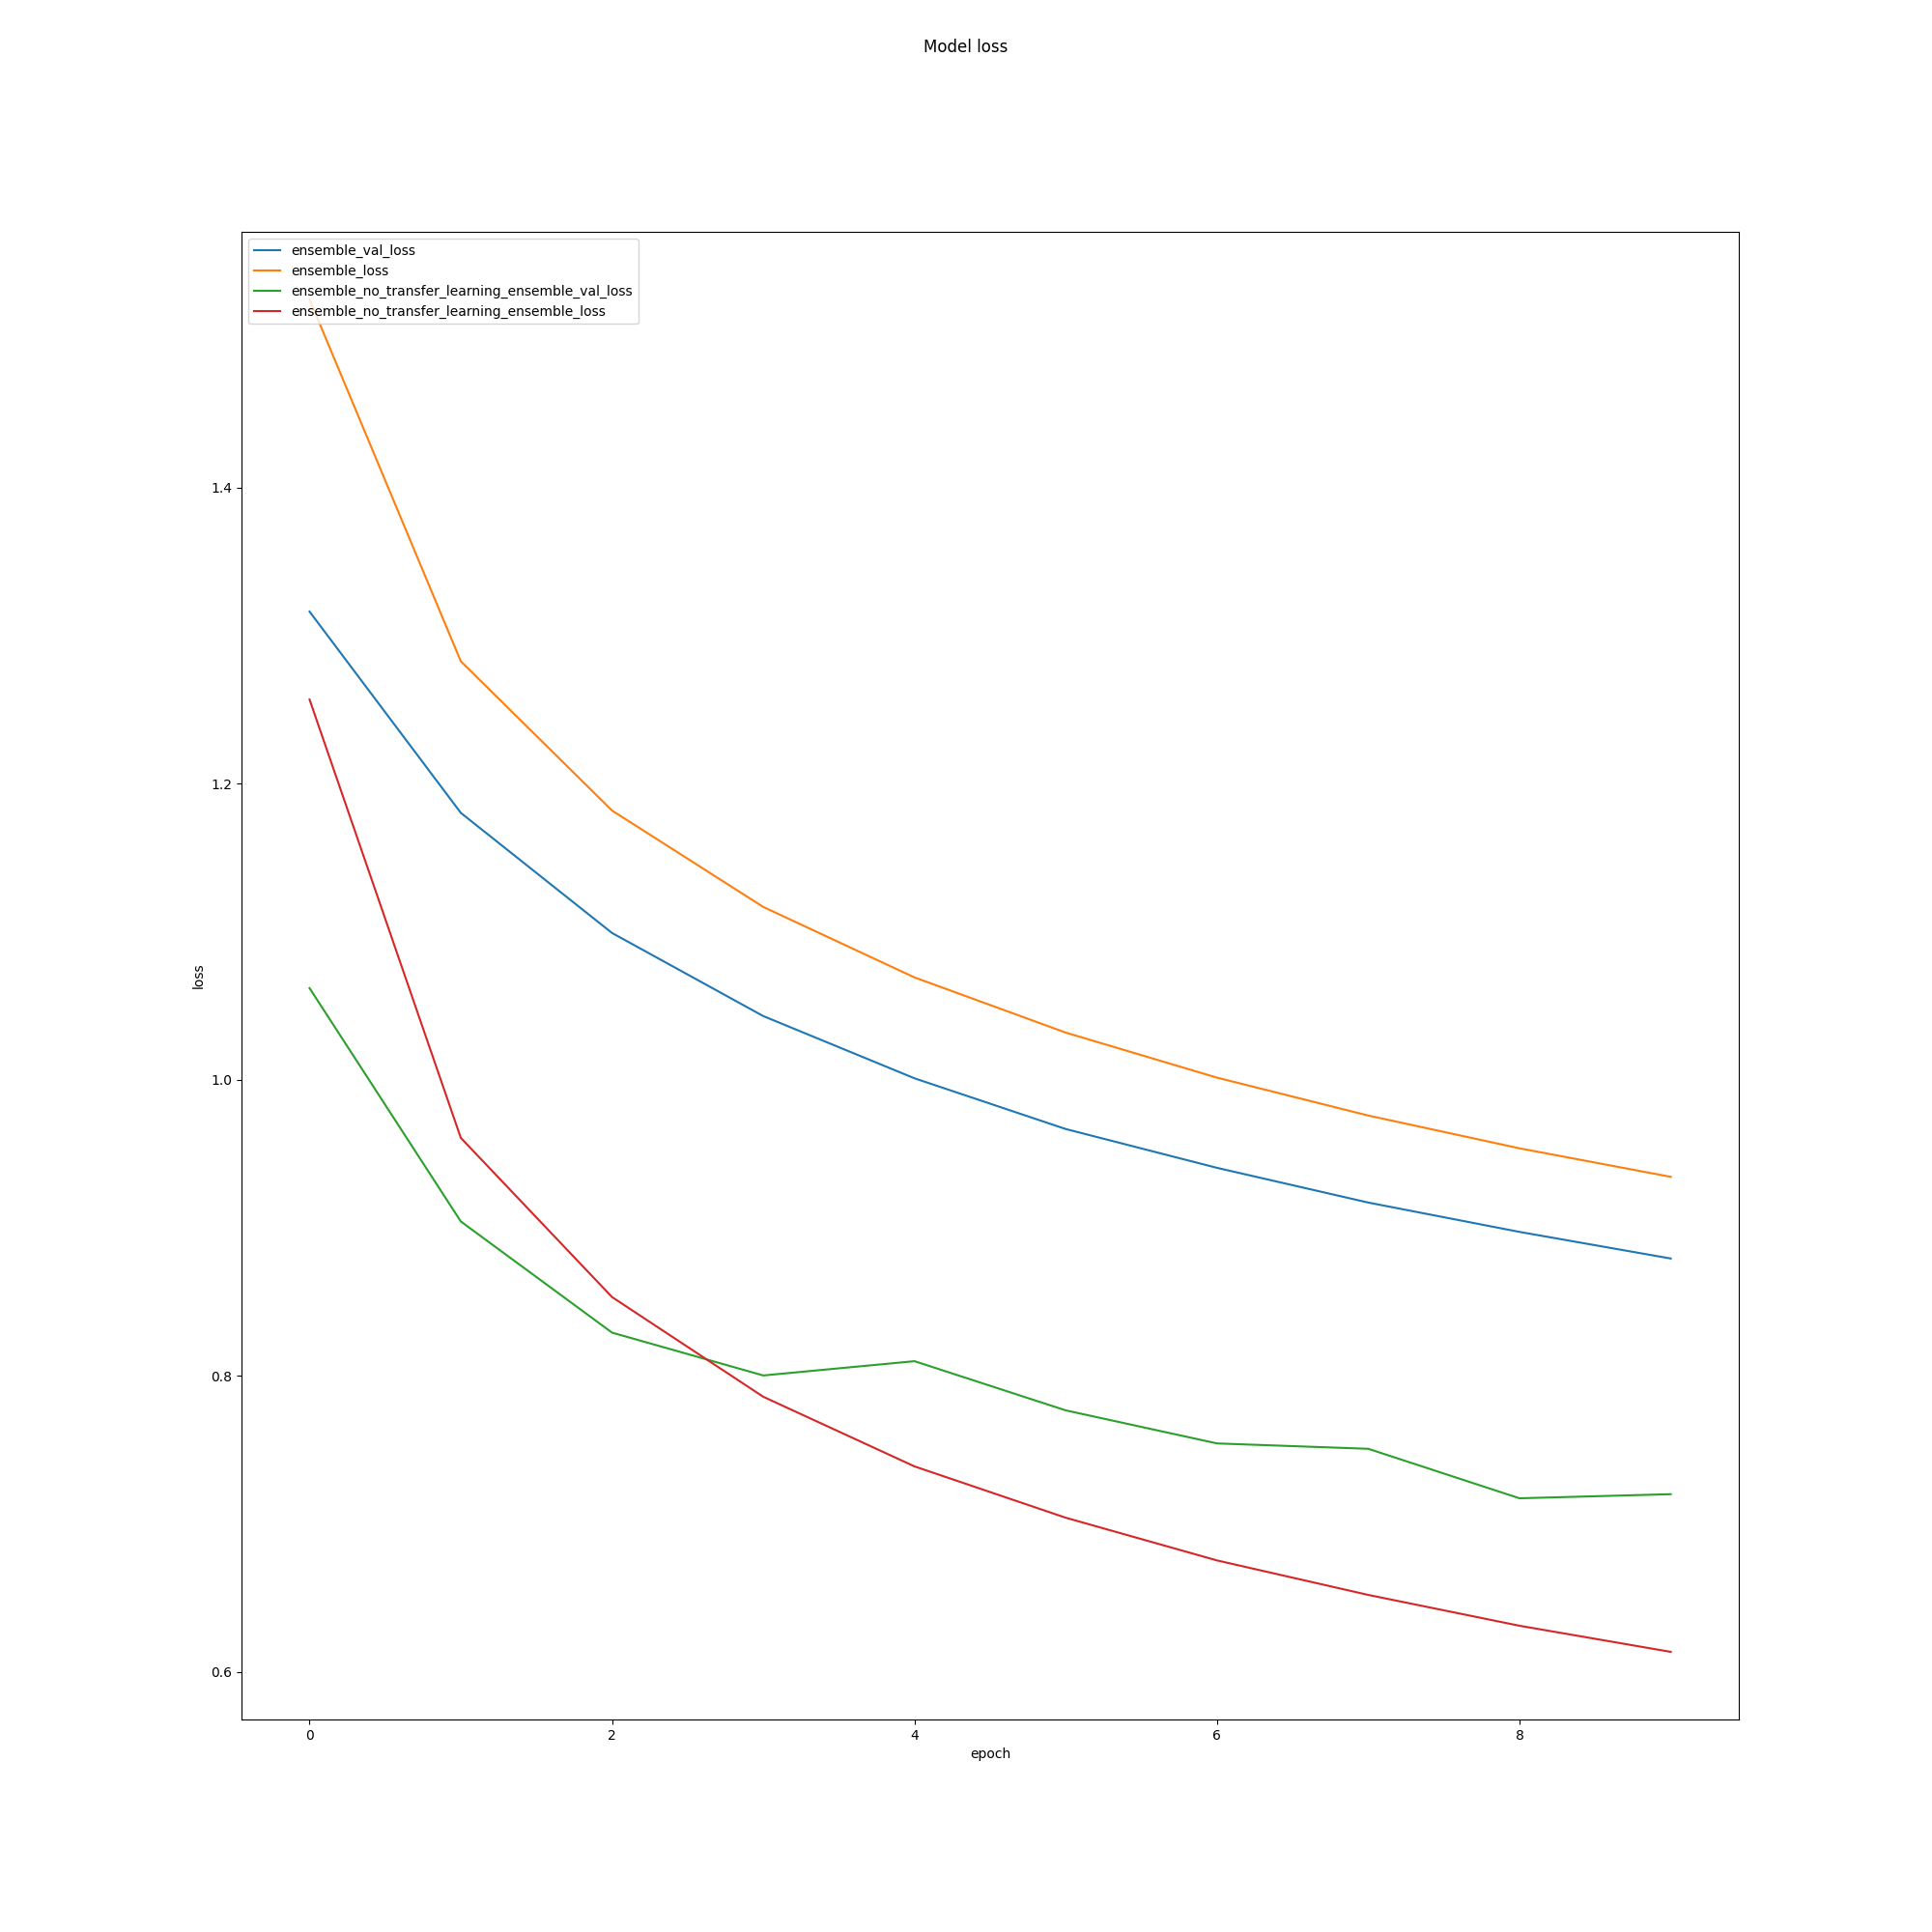 Model loss
ensemble_val_loss
ensemble_loss
ensemble_no_transfer_learning_ensemble_val_loss
ensemble_no_transfer_learning_ensemble_loss
1.4
1.2
1.0
0.8
0.6
loss
0 2 4 6 8
epoch